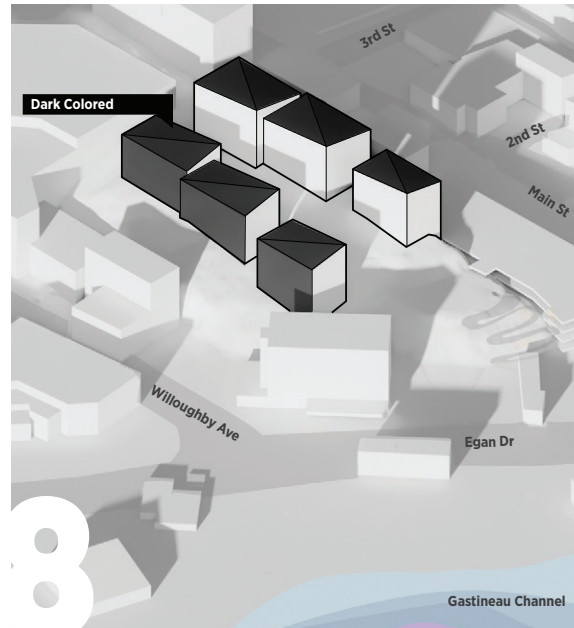 3rd St
Dark Colored
2nd St
Main St
Willoughby Ave
Egan Dr
8
Gastineau Channel